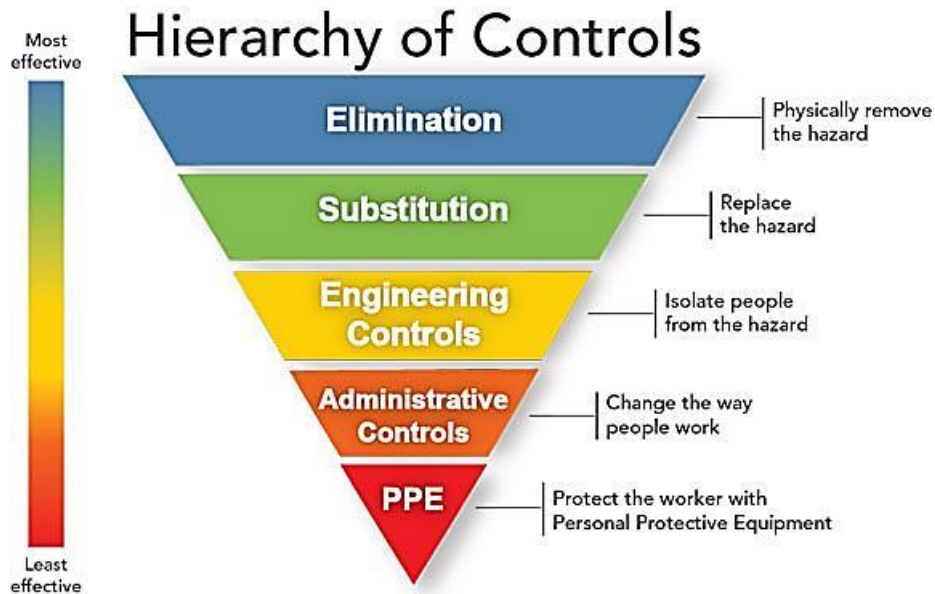 Most
effective
Hierarchy of Controls
Elimination
Physically remove
the hazard
Substitution
Replace
the hazard
Engineering
Controls
Isolate people
from the hazard
Administrative
Controls
Change the way
people work
PPE
Protect the worker with
Personal Protective Equipment
Least
effective